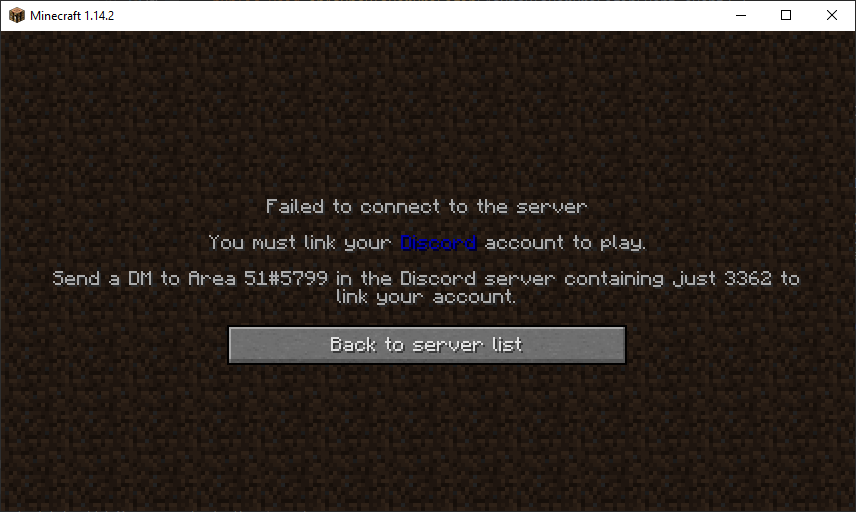 Minecraft 1.14.2
Failed to connect to the server
You must link your Discord account to play.
Send a DM to Area 51#5799 in the Discord server containing just 3362 to
link your account.
Back to server list